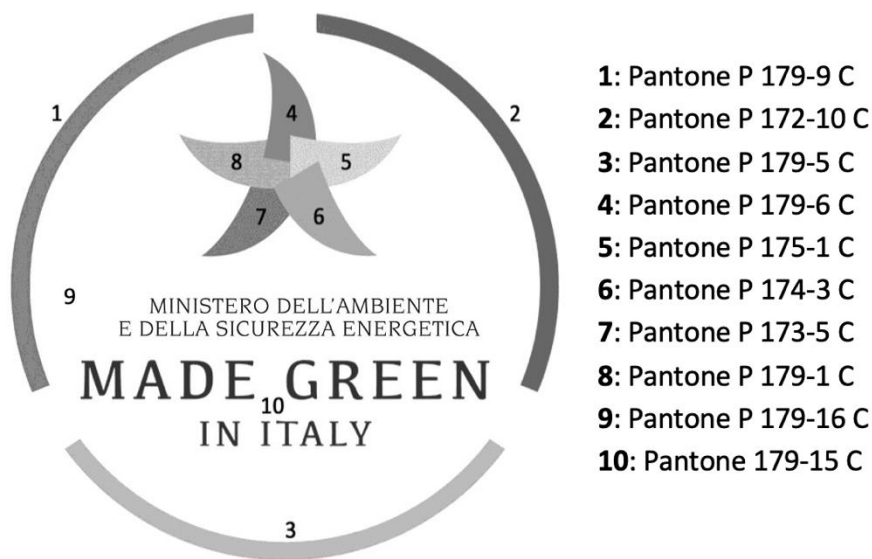 1
2
4
8
5
7
6
9
MINISTERO DELL'AMBIENTE
E DELLA SICUREZZA ENERGETICA
MADE GREEN
10
IN ITALY
3
1: Pantone P 179-9 C
2: Pantone P 172-10 C
3: Pantone P 179-5 C
4: Pantone P 179-6 C
5: Pantone P 175-1 C
6: Pantone P 174-3 C
7: Pantone P 173-5 C
8: Pantone P 179-1 C
9: Pantone P 179-16 C
10: Pantone 179-15 C